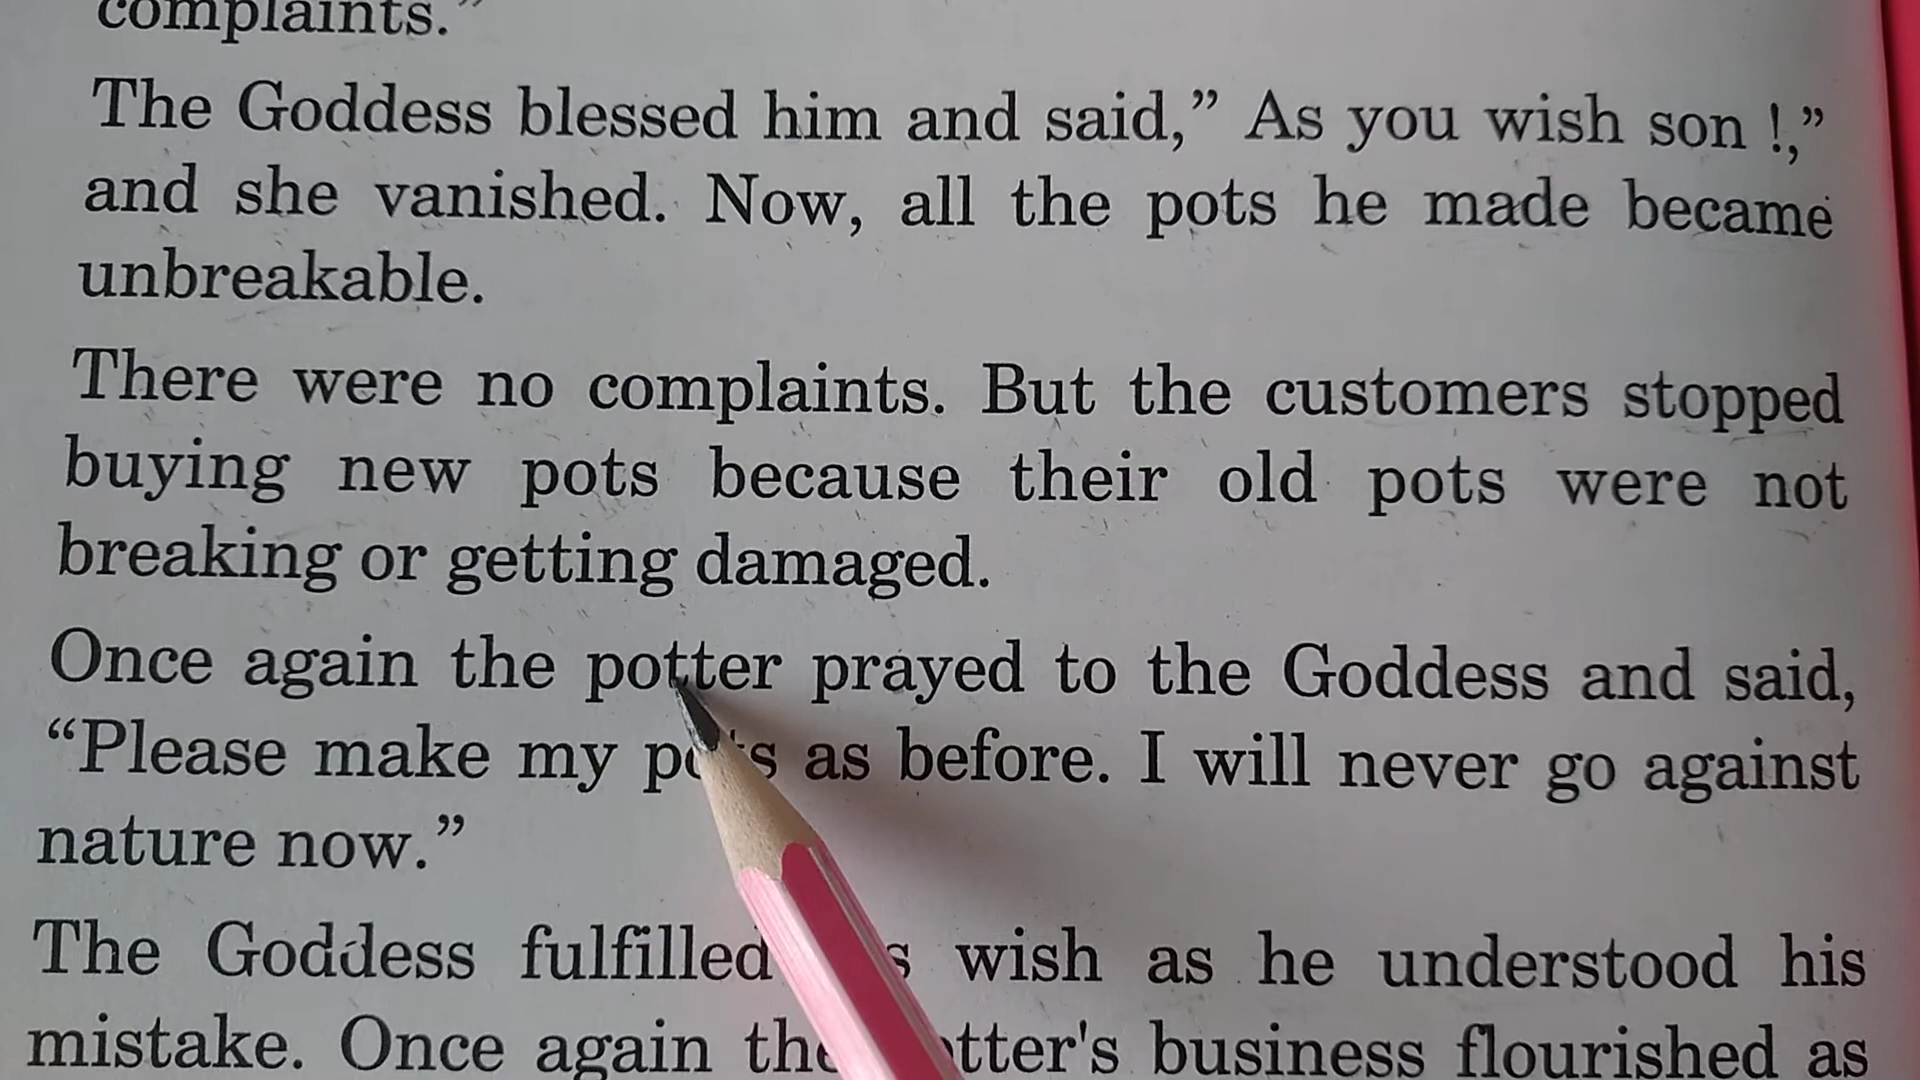 complaints.”
The Goddess blessed him and said,” As you wish son !,”
and she vanished. Now, all the pots he made became
unbreakable.
There were no complaints. But the customers stopped
buying new pots because their old pots were not
breaking or getting damaged.
Once again the potter prayed to the Goddess and said,
“Please make my pots as before. I will never go against
nature now.”
The Goddess fulfilled wish as he understood his
mistake. Once again the potter's business flourished as